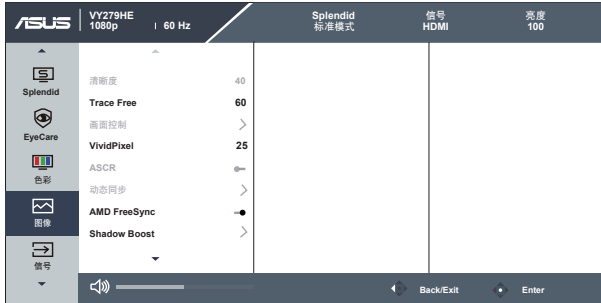 ASUS
VY279HE
1080p
60 Hz
Splendid
标准模式
信号
HDMI
亮度
100
Splendid
EyeCare
色彩
图像
信号
清晰度 40
Trace Free 60
画面控制
VividPixel 25
ASCR
动态同步
AMD FreeSync
Shadow Boost
Back/Exit
Enter